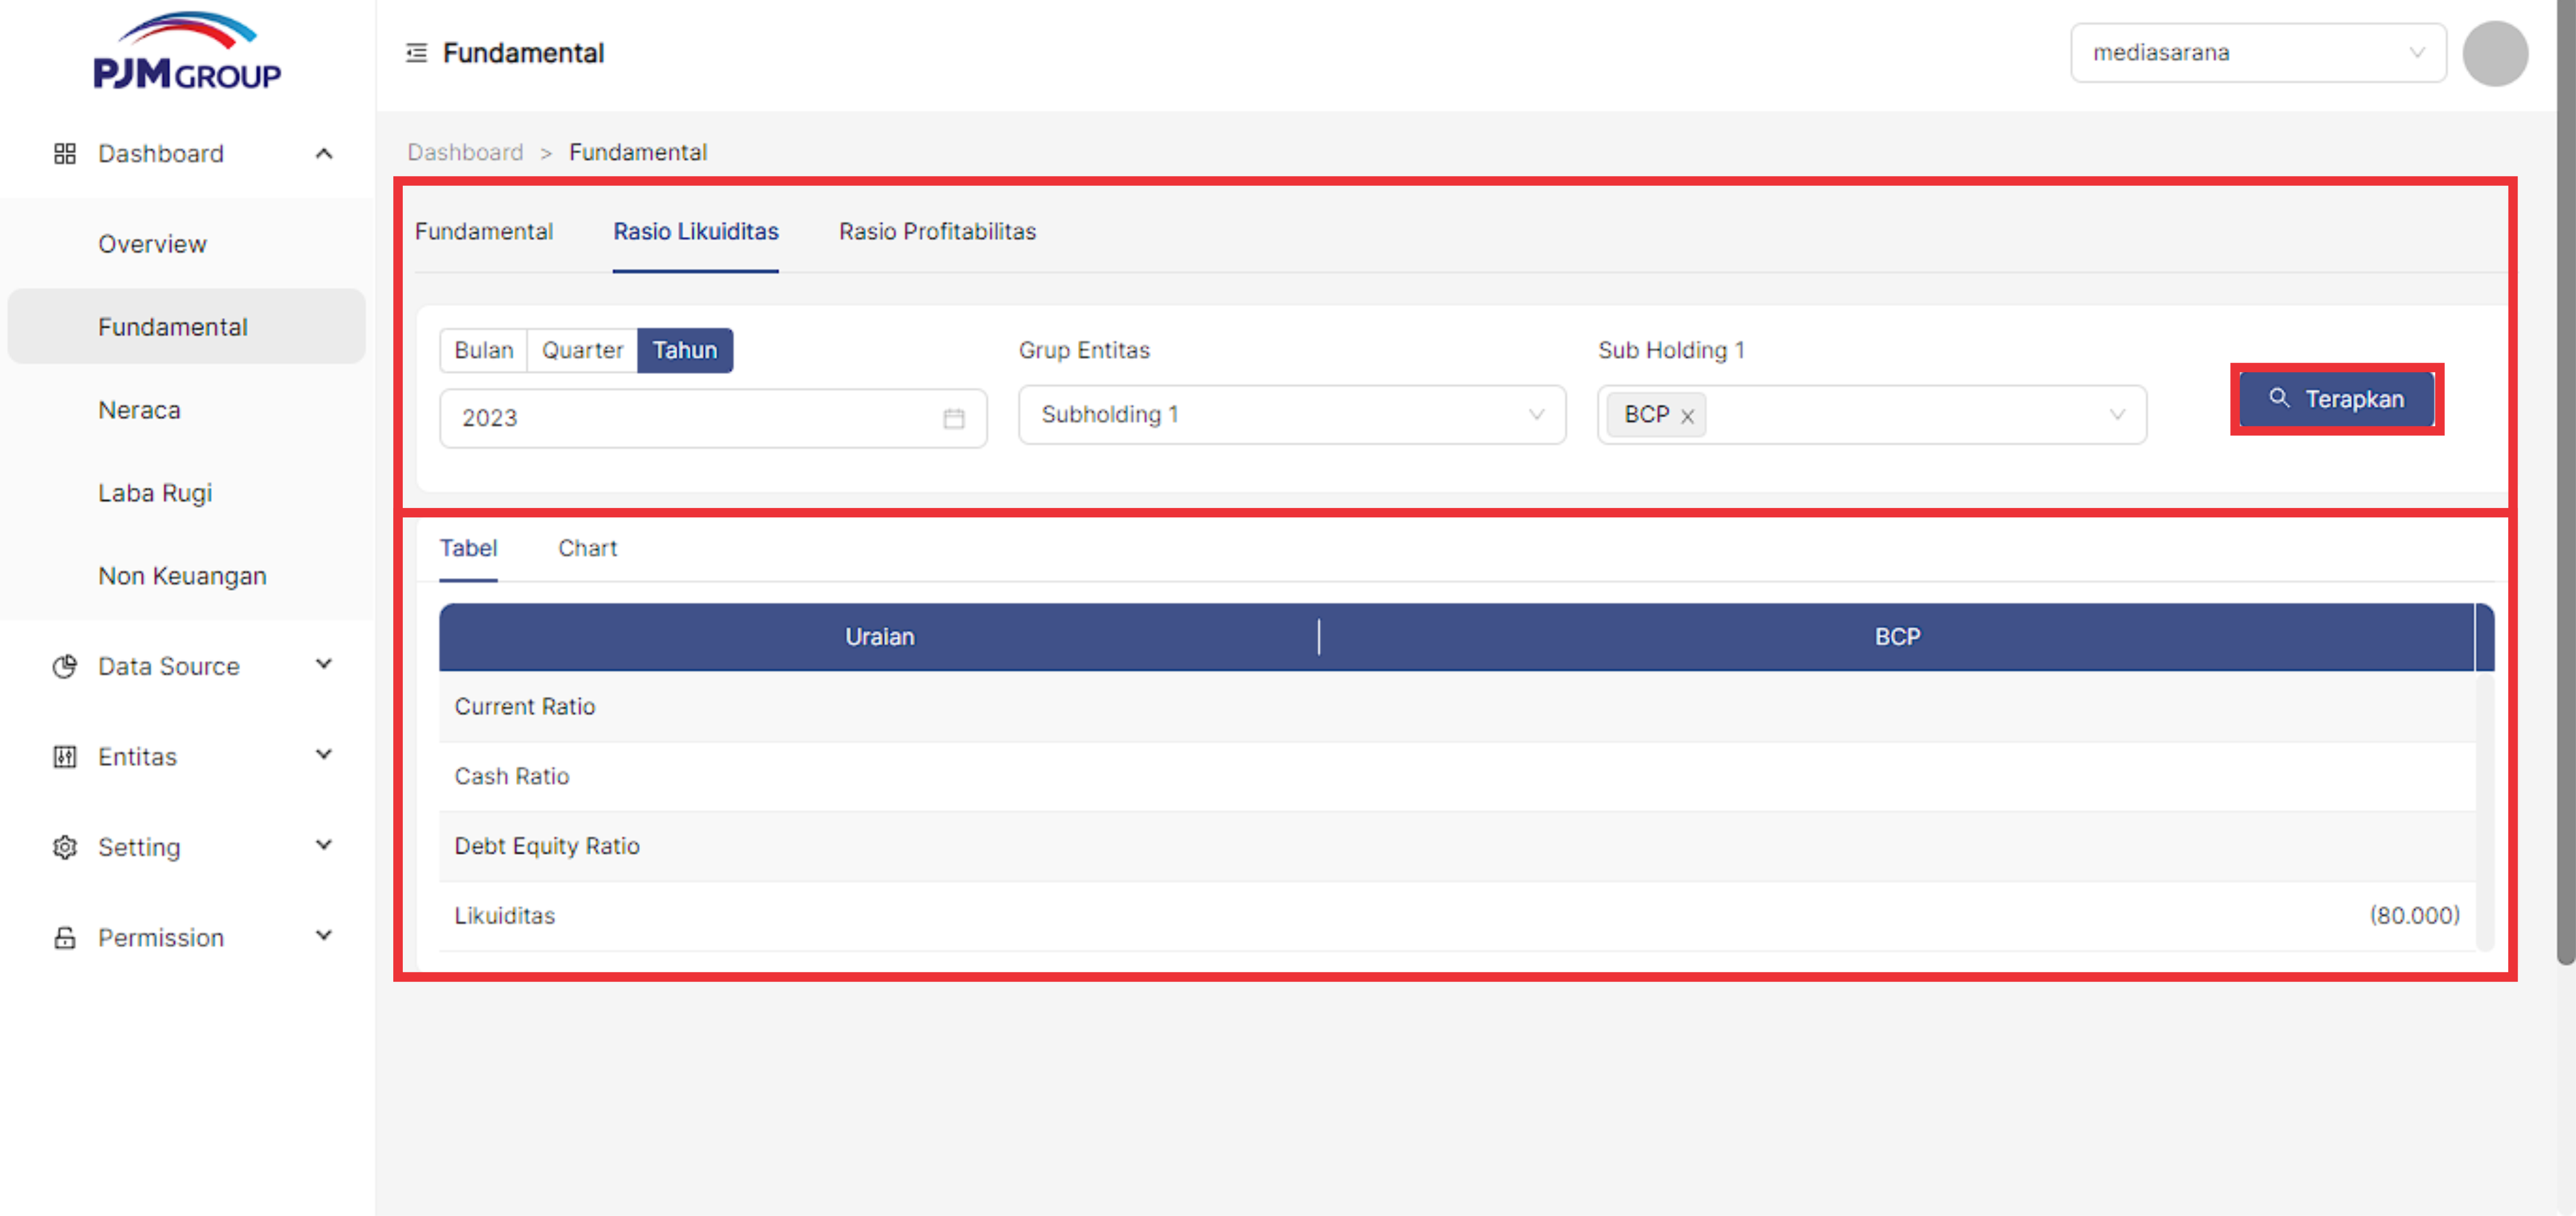 PJM GROUP
Fundamental
mediasarana
Dashboard
Dashboard > Fundamental
Overview
Fundamental
Neraca
Laba Rugi
Non Keuangan
Data Source
Entitas
Setting
Permission
Fundamental Rasio Likuiditas Rasio Profitabilitas
Bulan Quarter Tahun Grup Entitas Sub Holding 1
2023 Subholding 1 BCP
Terapkan
Tabel Chart
Uraian BCP
Current Ratio
Cash Ratio
Debt Equity Ratio
Likuiditas (80.000)